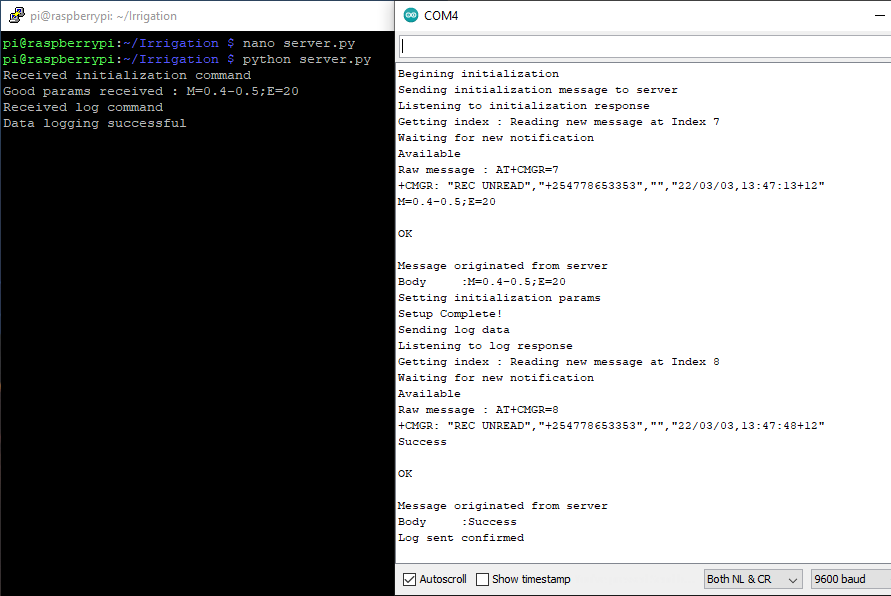 pi@raspberrypi: ~/Irrigation
pi@raspberrypi:~/Irrigation $ nano server.py
pi@raspberrypi:~/Irrigation $ python server.py
Received initialization command
Good params received : M=0.4-0.5;E=20
Received log command
Data logging successful
COM4
Begining initialization
Sending initialization message to server
Listening to initialization response
Getting index : Reading new message at Index 7
Waiting for new notification
Available
Raw message : AT+CMGR=7
+CMGR: "REC UNREAD","+254778653353","","22/03/03,13:47:13+12"
M=0.4-0.5;E=20
OK
Message originated from server
Body     :M=0.4-0.5;E=20
Setting initialization params
Setup Complete!
Sending log data
Listening to log response
Getting index : Reading new message at Index 8
Waiting for new notification
Available
Raw message : AT+CMGR=8
+CMGR: "REC UNREAD","+254778653353","","22/03/03,13:47:48+12"
Success
OK
Message originated from server
Body     :Success
Log sent confirmed
Autoscroll Show timestamp Both NL & CR 9600 baud